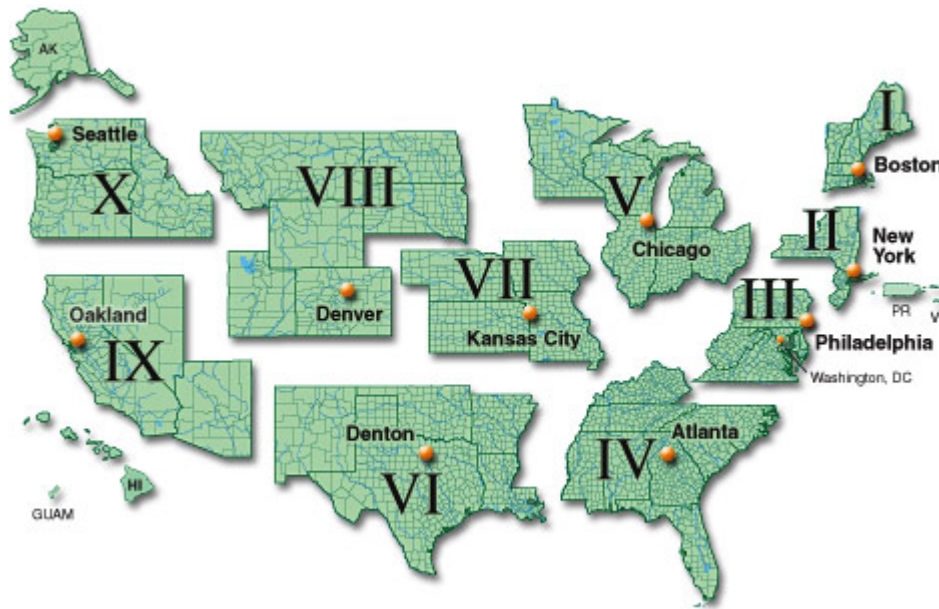 AK
Seattle
X
VIII
V
Chicago
I
Boston
II
New
York
PR
V
III
Philadelphia
Washington, DC
VII
Kansas City
Denver
Oakland
IX
HI
GUAM
Denton
VI
IV
Atlanta